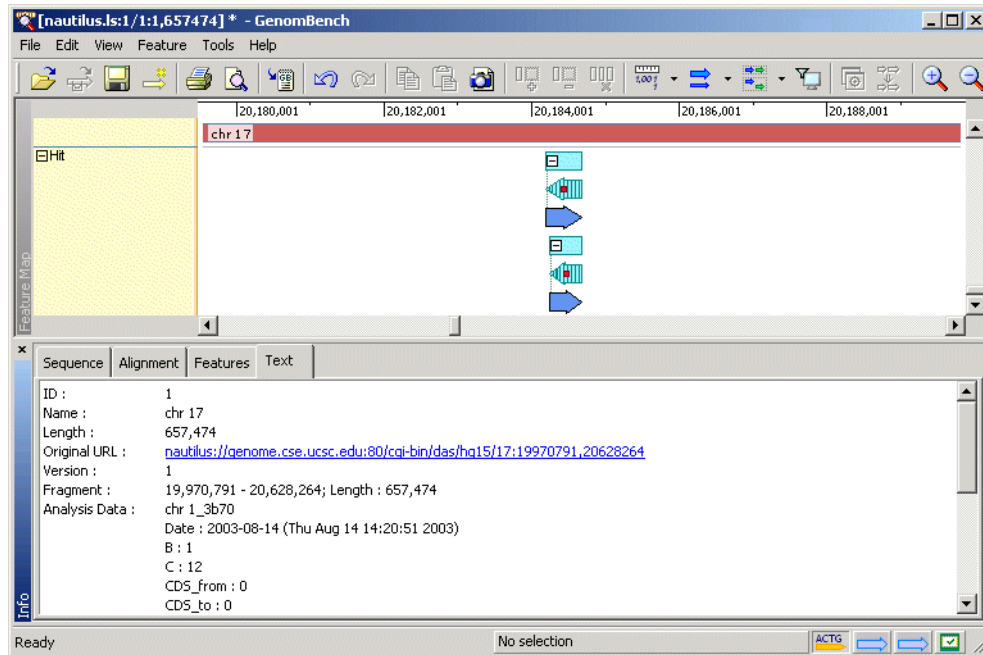 [nautilus.ls:1/1:1,657474] * - GenomBench
File Edit View Feature Tools Help
1,001
20,180,001 20,182,001 20,184,001 20,186,001 20,188,001
chr 17
Hit
Feature Map
Sequence Alignment Features Text
ID : 1
Name : chr 17
Length : 657,474
Original URL : nautilus://genome.cse.ucsc.edu:80/cgi-bin/das/hg15/17:19970791,20628264
Version : 1
Fragment : 19,970,791 - 20,628,264; Length : 657,474
Analysis Data : chr 1_3b70
Date : 2003-08-14 (Thu Aug 14 14:20:51 2003)
B : 1
C : 12
CDS_from : 0
CDS_to : 0
Info
Ready No selection ACTG